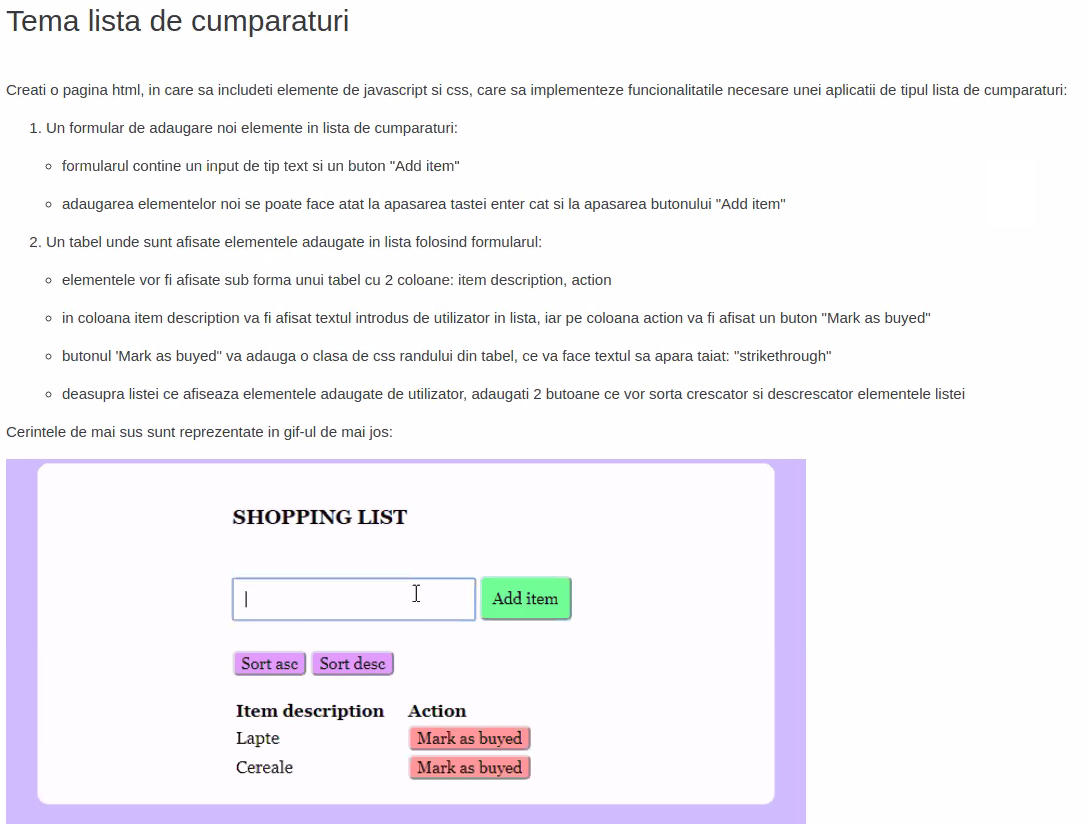 Tema lista de cumparaturi
Creati o pagina html, in care sa includeti elemente de javascript si css, care sa implementeze functionalitatile necesare unei aplicatii de tipul lista de cumparaturi:
1. Un formular de adaugare noi elemente in lista de cumparaturi:
formularul contine un input de tip text si un buton "Add item"
adaugarea elementelor noi se poate face atat la apasarea tastei enter cat si la apasarea butonului "Add item"
2. Un tabel unde sunt afisate elementele adaugate in lista folosind formularul:
elementele vor fi afisate sub forma unui tabel cu 2 coloane: item description, action
in coloana item description va fi afisat textul introdus de utilizator in lista, iar pe coloana action va fi afisat un buton "Mark as buyed"
butonul 'Mark as buyed" va adauga o clasa de css randului din tabel, ce va face textul sa apara taiat: "strikethrough"
deasupra listei ce afiseaza elementele adaugate de utilizator, adaugati 2 butoane ce vor sorta crescator si descrescator elementele listei
Cerintele de mai sus sunt reprezentate in gif-ul de mai jos:
SHOPPING LIST
Add item
Sort asc Sort desc
Item description Action
Lapte Mark as buyed
Cereale Mark as buyed